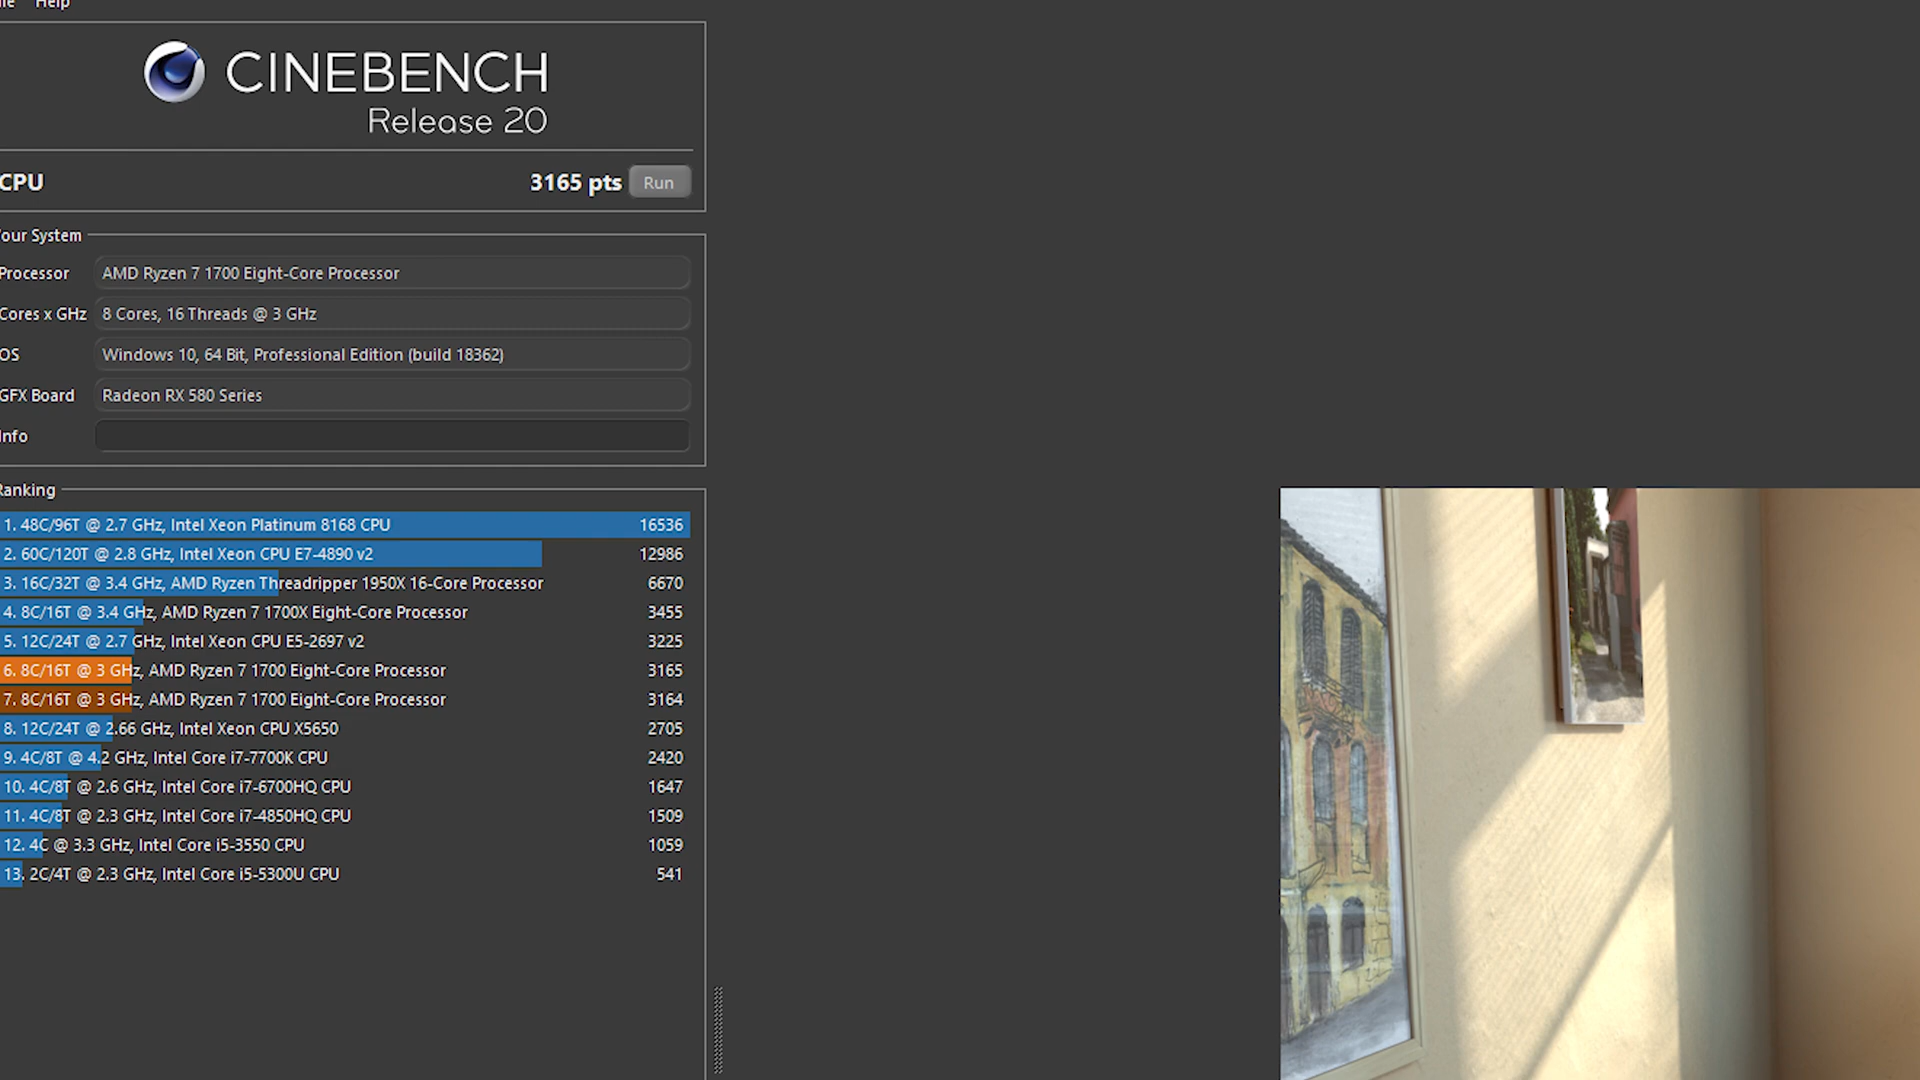 Help
CINEBENCH
Release 20
CPU 3165 pts Run
Your System
Processor AMD Ryzen 7 1700 Eight-Core Processor
Cores x GHz 8 Cores, 16 Threads @ 3 GHz
OS Windows 10, 64 Bit, Professional Edition (build 18362)
GFX Board Radeon RX 580 Series
Info
Ranking
1. 48C/96T @ 2.7 GHz, Intel Xeon Platinum 8168 CPU 16536
2. 60C/120T @ 2.8 GHz, Intel Xeon CPU E7-4890 v2 12986
3. 16C/32T @ 3.4 GHz, AMD Ryzen Threadripper 1950X 16-Core Processor 6670
4. 8C/16T @ 3.4 GHz, AMD Ryzen 7 1700X Eight-Core Processor 3455
5. 12C/24T @ 2.7 GHz, Intel Xeon CPU E5-2697 v2 3225
6. 8C/16T @ 3 GHz, AMD Ryzen 7 1700 Eight-Core Processor 3165
7. 8C/16T @ 3 GHz, AMD Ryzen 7 1700 Eight-Core Processor 3164
8. 12C/24T @ 2.66 GHz, Intel Xeon CPU X5650 2705
9. 4C/8T @ 4.2 GHz, Intel Core i7-7700K CPU 2420
10. 4C/8T @ 2.6 GHz, Intel Core i7-6700HQ CPU 1647
11. 4C/8T @ 2.3 GHz, Intel Core i7-4850HQ CPU 1509
12. 4C @ 3.3 GHz, Intel Core i5-3550 CPU 1059
13. 2C/4T @ 2.3 GHz, Intel Core i5-5300U CPU 541